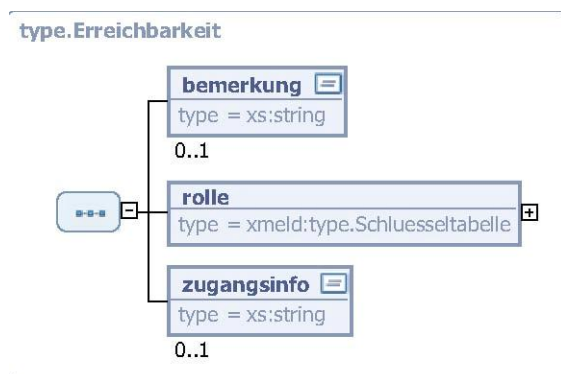 type.Erreichbarkeit
bemerkung
type = xs:string
0..1
rolle
type = xmeld:type.Schluesseltabelle
zugangsinfo
type = xs:string
0..1